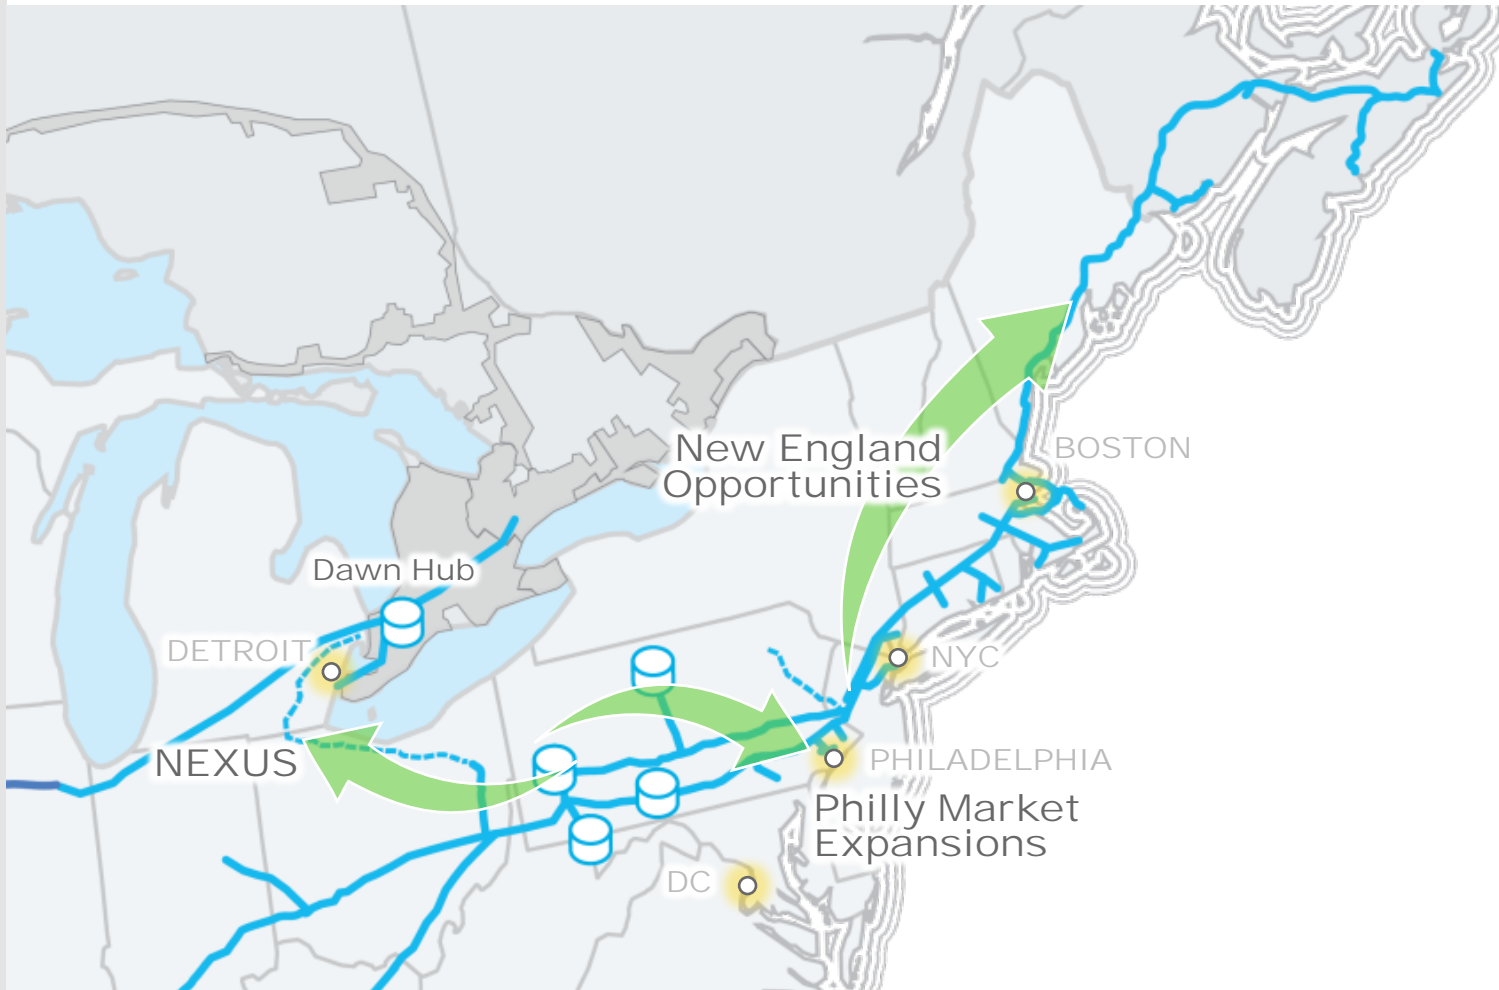 New England
Opportunities
BOSTON
Dawn Hub
DETROIT
NYC
NEXUS
PHILADELPHIA
Philly Market
Expansions
DC